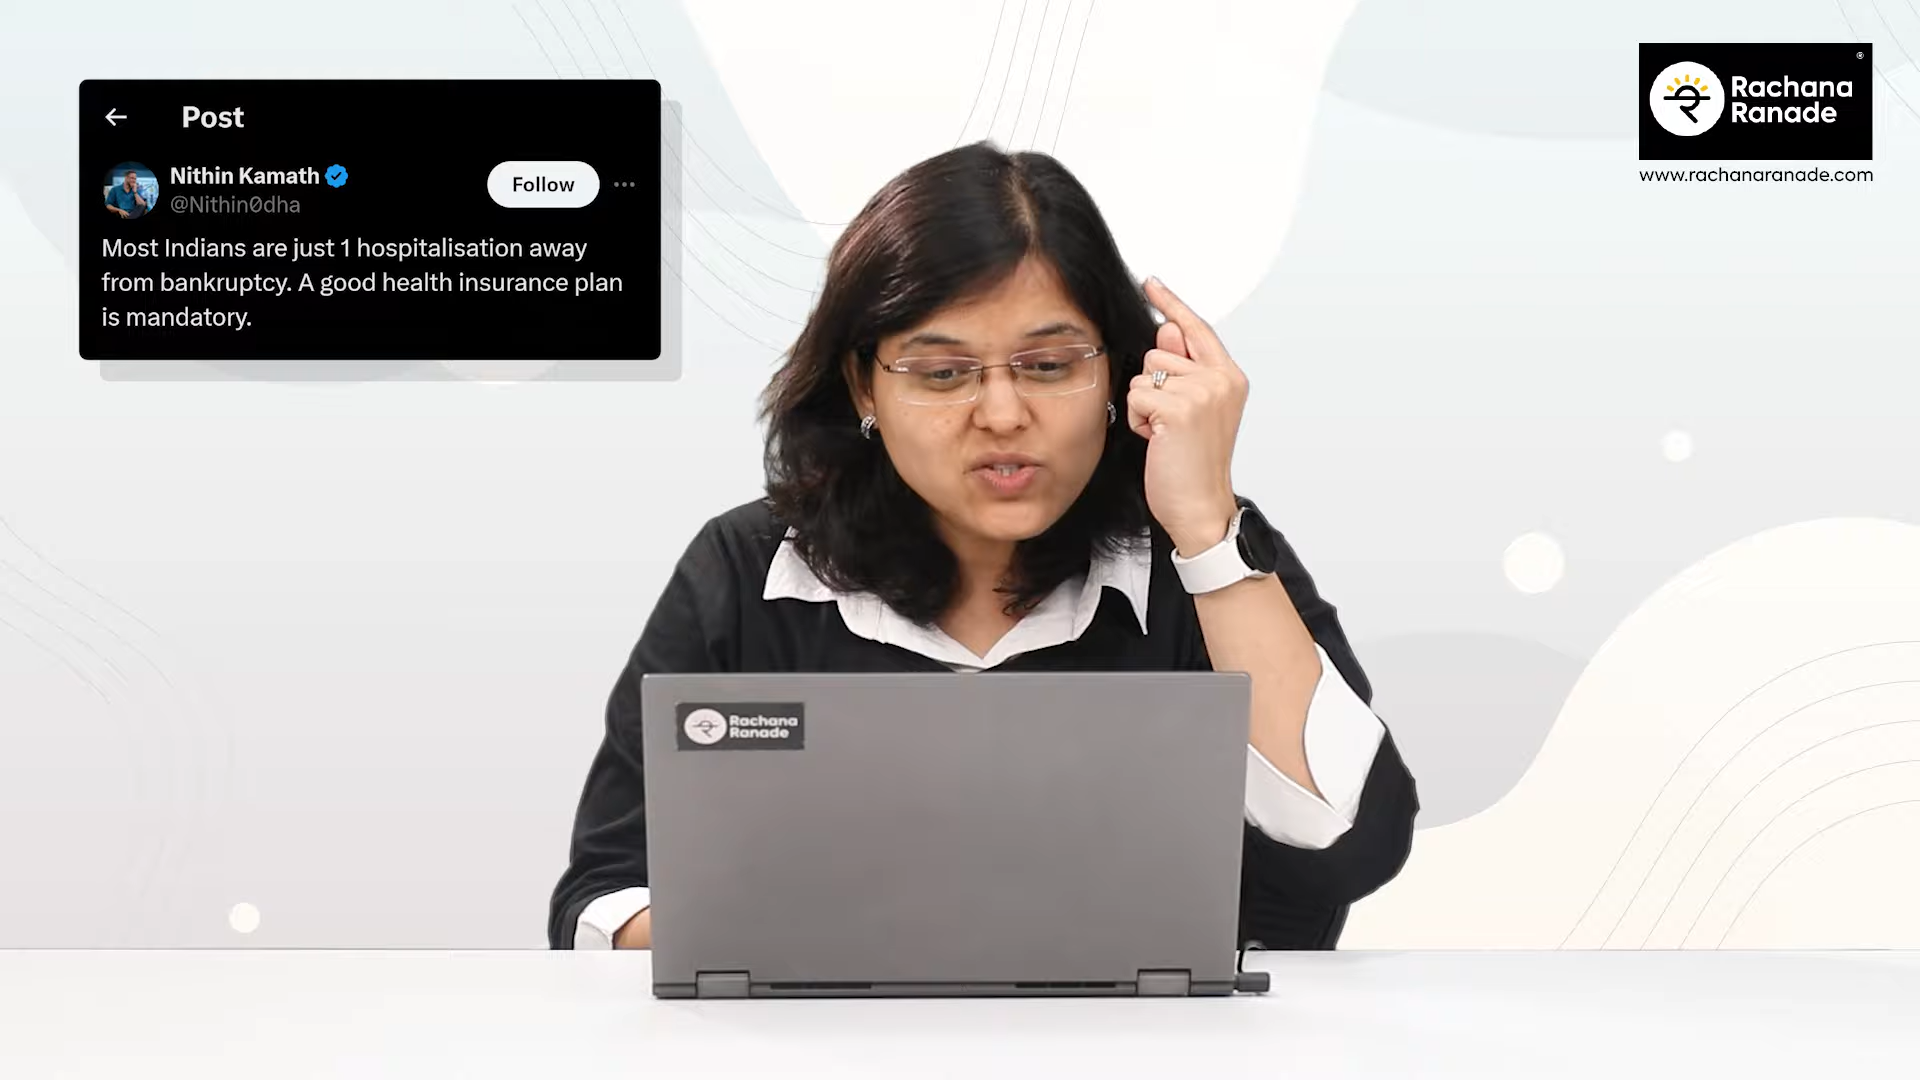 Post
Nithin Kamath
Follow
@Nithin0dha
Most Indians are just 1 hospitalisation away
from bankruptcy. A good health insurance plan
is mandatory.
Rachana
Ranade
®
www.rachanaranade.com
Rachana
Ranade